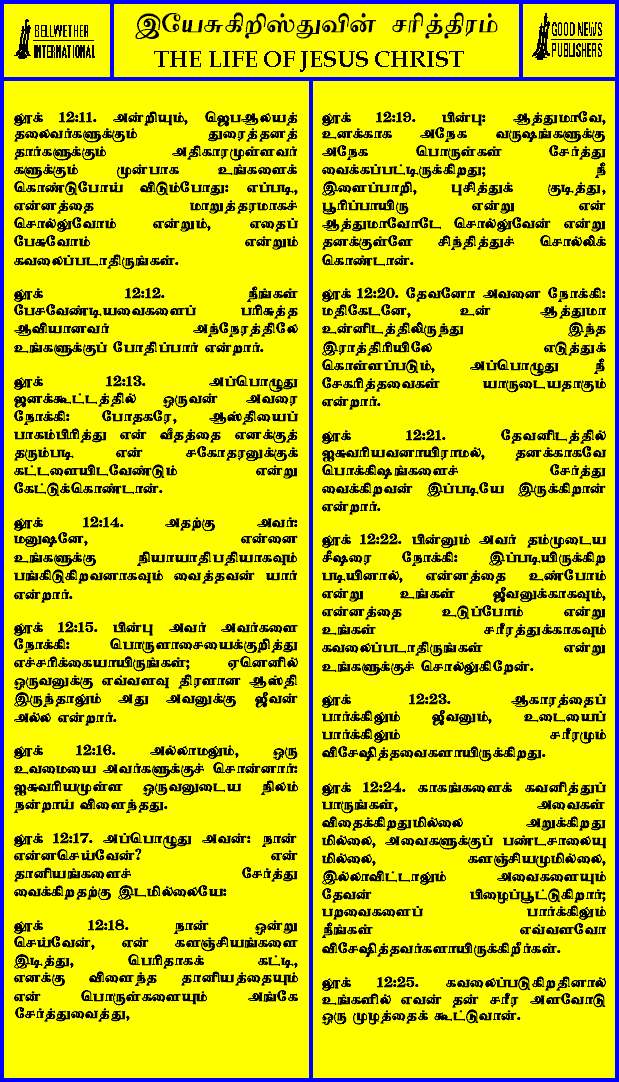 BELLWETHER
INTERNATIONAL
இயேசுகிறிஸ்துவின் சரித்திரம்
THE LIFE OF JESUS CHRIST
GOOD NEWS
PUBLISHERS
லூக் 12:11. அன்றியும், ஜெபஆலயத்
தலைவர்களுக்கும் துரைத்தனத்
தார்களுக்கும் அதிகாரமுள்ளவர்
களுக்கும் முன்பாக உங்களைக்
கொண்டுபோய் விடும்போது: எப்படி,
என்னத்தை மாறுத்தரமாகச்
சொல்லுவோம் என்றும், எதைப்
பேசுவோம் என்றும்
கவலைப்படாதிருங்கள்.
லூக் 12:12. நீங்கள்
பேசவேண்டியவைகளைப் பரிசுத்த
ஆவியானவர் அந்நேரத்திலே
உங்களுக்குப் போதிப்பார் என்றார்.
லூக் 12:13. அப்பொழுது
ஜனக்கூட்டத்தில் ஒருவன் அவரை
நோக்கி: போதகரே, ஆஸ்தியைப்
பாகம்பிரித்து என் வீதத்தை எனக்குத்
தரும்படி என் சகோதரனுக்குக்
கட்டளையிடவேண்டும் என்று
கேட்டுக்கொண்டான்.
லூக் 12:14. அதற்கு அவர்:
மனுஷனே, என்னை
உங்களுக்கு நியாயாதிபதியாகவும்
பங்கிடுகிறவனாகவும் வைத்தவன் யார்
என்றார்.
லூக் 12:15. பின்பு அவர் அவர்களை
நோக்கி: பொருளாசையைக்குறித்து
எச்சரிக்கையாயிருங்கள்; ஏனெனில்
ஒருவனுக்கு எவ்வளவு திரளான ஆஸ்தி
இருந்தாலும் அது அவனுக்கு ஜீவன்
அல்ல என்றார்.
லூக் 12:16. அல்லாமலும், ஒரு
உவமையை அவர்களுக்குச் சொன்னார்:
ஐசுவரியமுள்ள ஒருவனுடைய நிலம்
நன்றாய் விளைந்தது.
லூக் 12:17. அப்பொழுது அவன்: நான்
என்னசெய்வேன்? என்
தானியங்களைச் சேர்த்து
வைக்கிறதற்கு இடமில்லையே:
லூக் 12:18. நான் ஒன்று
செய்வேன், என் களஞ்சியங்களை
இடித்து, பெரிதாகக் கட்டி,
எனக்கு விளைந்த தானியத்தையும்
என் பொருள்களையும் அங்கே
சேர்த்துவைத்து,
லூக் 12:19. பின்பு: ஆத்துமாவே,
உனக்காக அநேக வருஷங்களுக்கு
அநேக பொருள்கள் சேர்த்து
வைக்கப்பட்டிருக்கிறது; நீ
இளைப்பாறி, புசித்துக் குடித்து,
பூரிப்பாயிரு என்று என்
ஆத்துமாவோடே சொல்லுவேன் என்று
தனக்குள்ளே சிந்தித்துச் சொல்லிக்
கொண்டான்.
லூக் 12:20. தேவனோ அவனை நோக்கி:
மதிகேடனே, உன் ஆத்துமா
உன்னிடத்திலிருந்து இந்த
இராத்திரியிலே எடுத்துக்
கொள்ளப்படும், அப்பொழுது நீ
சேகரித்தவைகள் யாருடையதாகும்
என்றார்.
லூக் 12:21. தேவனிடத்தில்
ஐசுவரியவனாயிராமல், தனக்காகவே
பொக்கிஷங்களைச் சேர்த்து
வைக்கிறவன் இப்படியே இருக்கிறான்
என்றார்.
லூக் 12:22. பின்னும் அவர் தம்முடைய
சீஷரை நோக்கி: இப்படியிருக்கிற
படியினால், என்னத்தை உண்போம்
என்று உங்கள் ஜீவனுக்காகவும்,
என்னத்தை உடுப்போம் என்று
உங்கள் சரீரத்துக்காகவும்
கவலைப்படாதிருங்கள் என்று
உங்களுக்குச் சொல்லுகிறேன்.
லூக் 12:23. ஆகாரத்தைப்
பார்க்கிலும் ஜீவனும், உடையைப்
பார்க்கிலும் சரீரமும்
விசேஷித்தவைகளாயிருக்கிறது.
லூக் 12:24. காகங்களைக் கவனித்துப்
பாருங்கள், அவைகள்
விதைக்கிறதுமில்லை அறுக்கிறது
மில்லை, அவைகளுக்குப் பண்டசாலையு
மில்லை, களஞ்சியமுமில்லை,
இல்லாவிட்டாலும் அவைகளையும்
தேவன் பிழைப்பூட்டுகிறார்;
பறவைகளைப் பார்க்கிலும்
நீங்கள் எவ்வளவோ
விசேஷித்தவர்களாயிருக்கிறீர்கள்.
லூக் 12:25. கவலைப்படுகிறதினால்
உங்களில் எவன் தன் சரீர அளவோடு
ஒரு முழத்தைக் கூட்டுவான்.